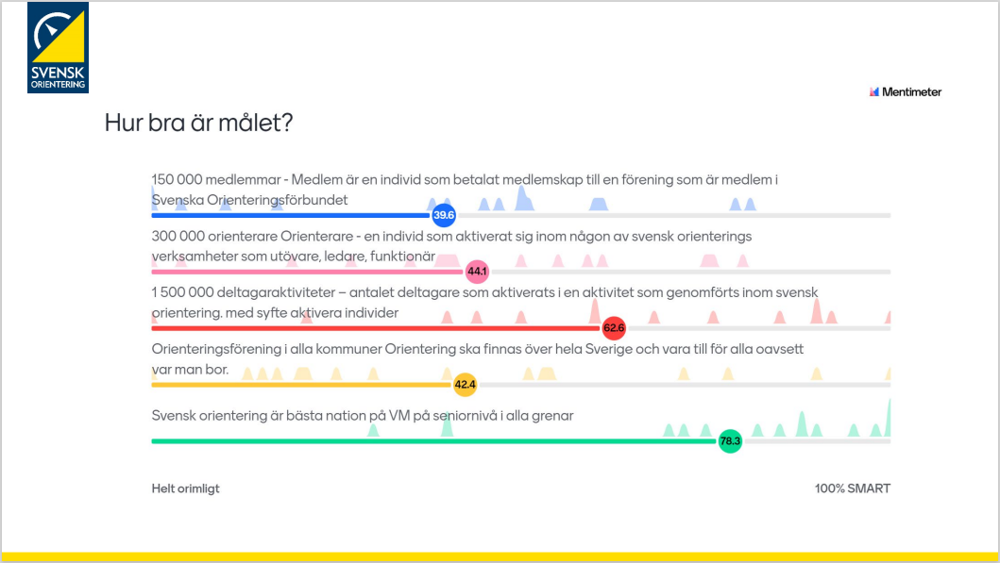 SVENSK
ORIENTERING
Mentimeter
Hur bra är målet?
150 000 medlemmar - Medlem är en individ som betalat medlemskap till en förening som är medlem i
Svenska Orienteringsförbundet
39.6
300 000 orienterare Orienterare - en individ som aktiverat sig inom någon av svensk orienterings
verksamheter som utövare, ledare, funktionär
44.1
1 500 000 deltagaraktiviteter – antalet deltagare som aktiverats i en aktivitet som genomförts inom svensk
orientering. med syfte aktivera individer
62.6
Orienteringsförening i alla kommuner Orientering ska finnas över hela Sverige och vara till för alla oavsett
var man bor.
42.4
Svensk orientering är bästa nation på VM på seniornivå i alla grenar
78.3
Helt orimligt
100% SMART